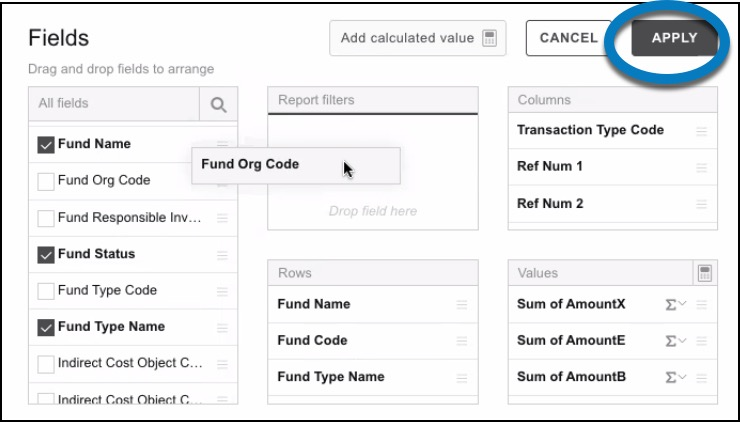 Fields
Add calculated value
CANCEL
APPLY
Drag and drop fields to arrange
All fields
Fund Name
Fund Org Code
Fund Responsible Inv...
Fund Status
Fund Type Code
Fund Type Name
Indirect Cost Object C...
Indirect Cost Object C...
Report filters
Fund Org Code
Drop field here
Columns
Transaction Type Code
Ref Num 1
Ref Num 2
Rows
Fund Name
Fund Code
Fund Type Name
Values
Sum of AmountX Σ
Sum of AmountE Σ
Sum of AmountB Σ